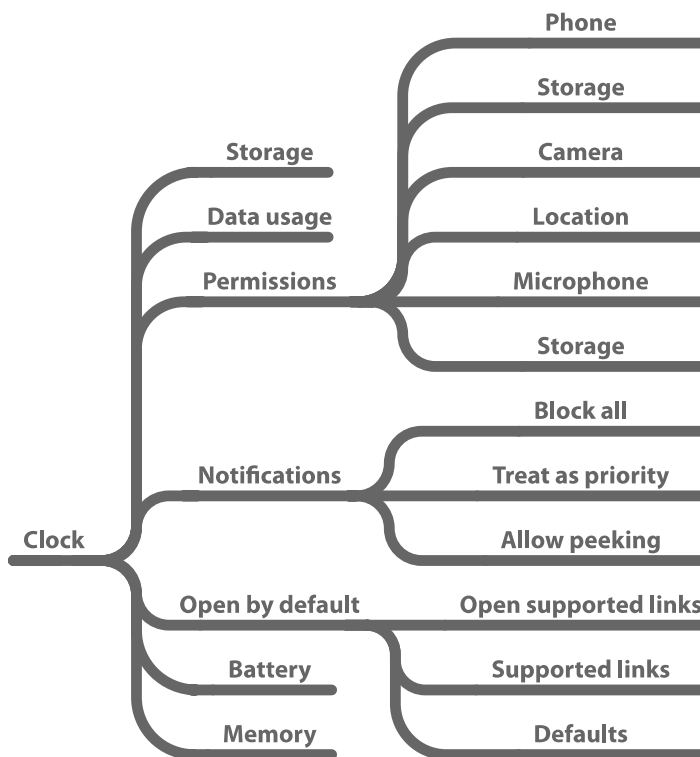 Phone
Storage
Storage
Camera
Data usage
Location
Permissions
Microphone
Storage
Block all
Notifications
Treat as priority
Clock
Allow peeking
Open by default
Open supported links
Battery
Supported links
Memory
Defaults